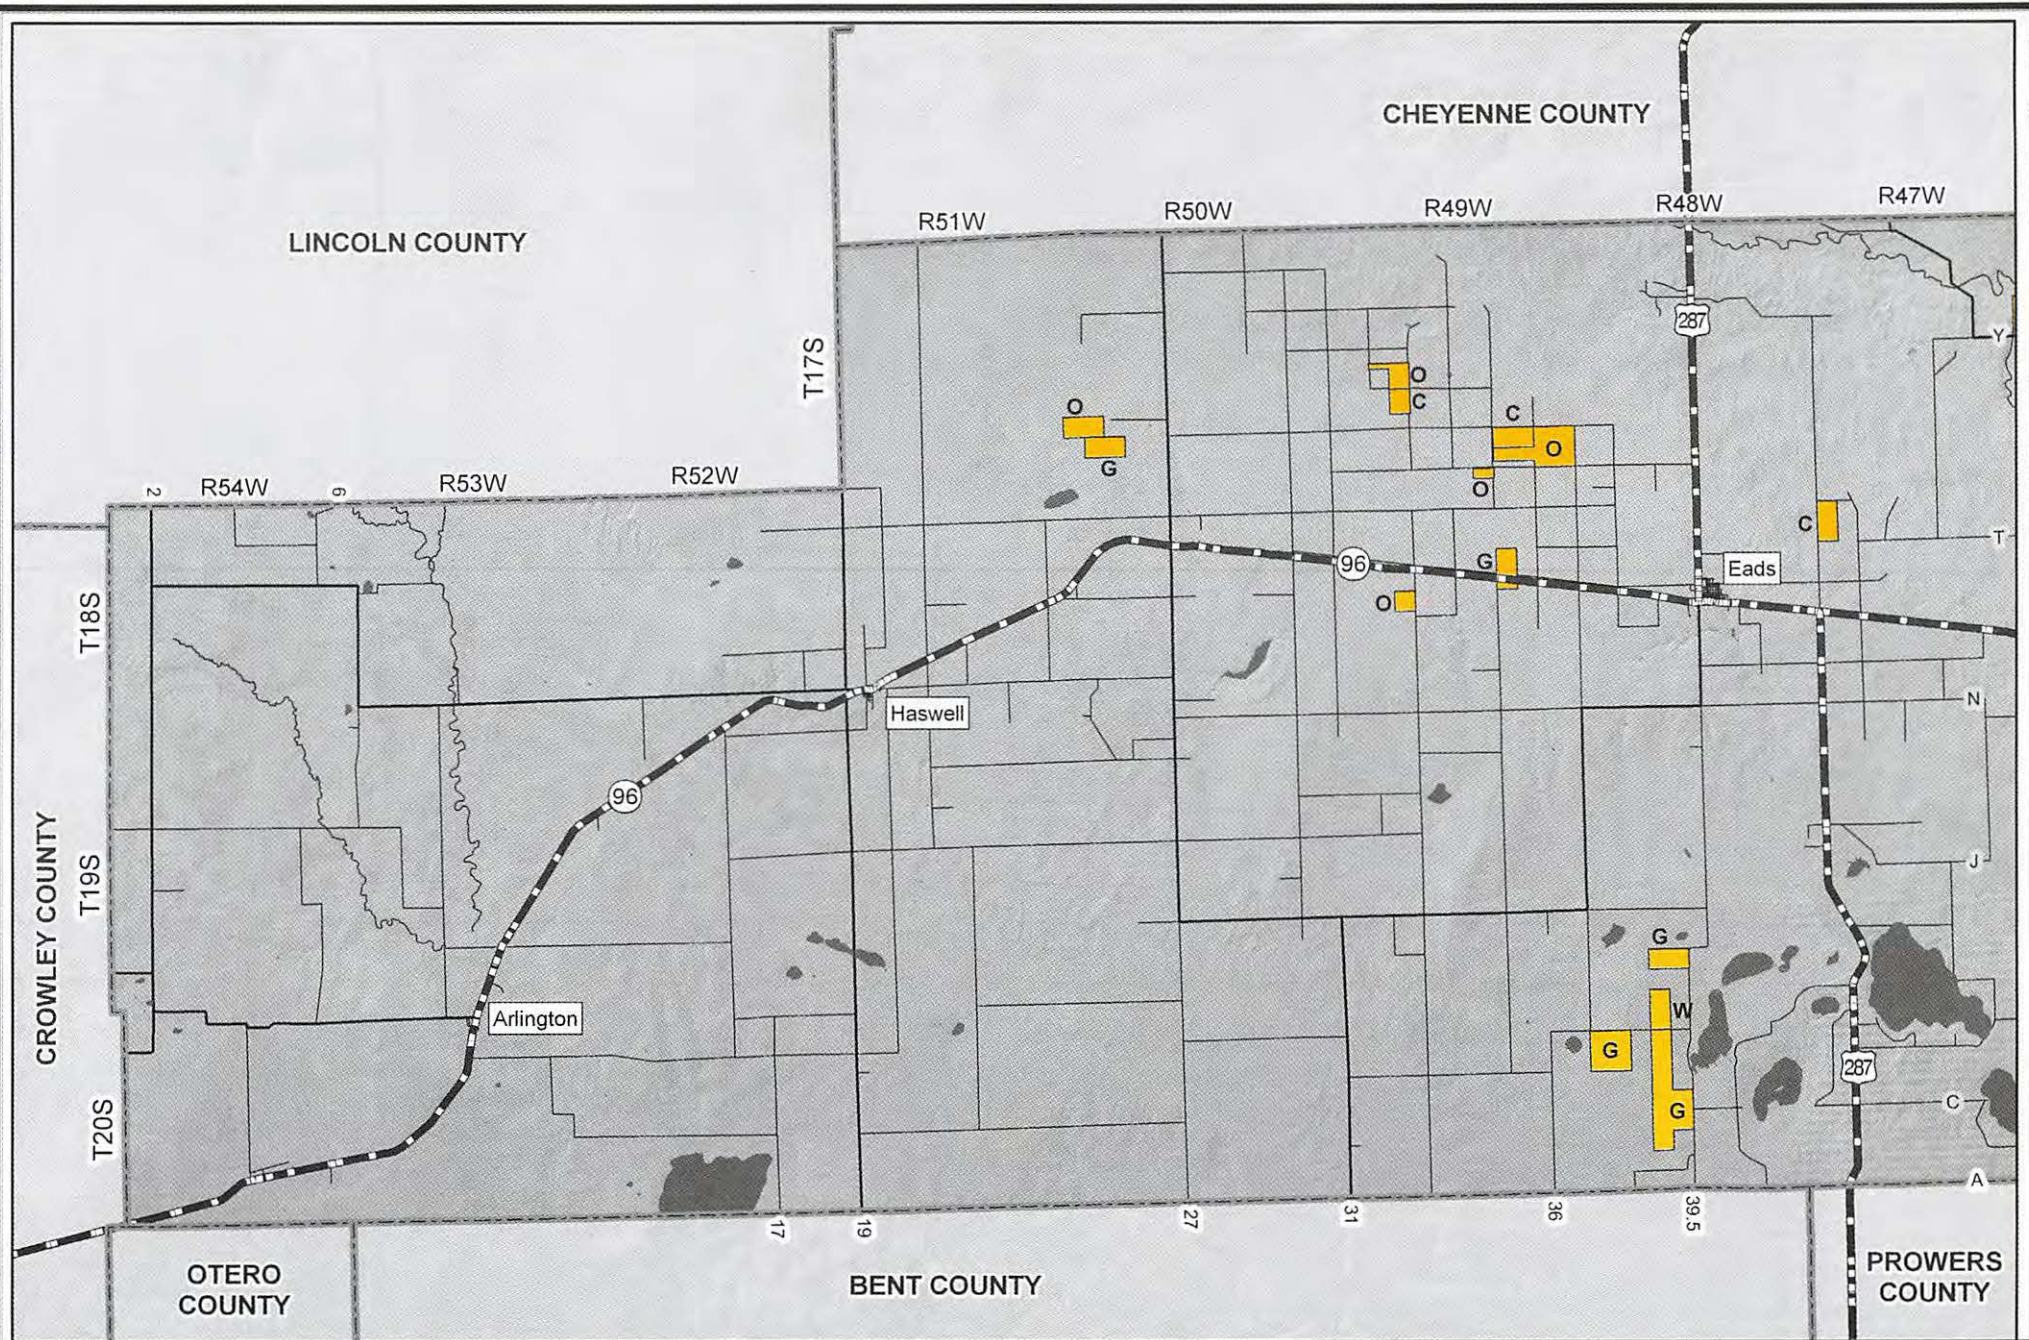 CHEYENNE COUNTY
LINCOLN COUNTY
R51W
R50W
R49W
R48W
R47W
287
Y
T17S
O
C
O
G
C
O
O
2
R54W
6
R53W
R52W
C
T
G
96
Eads
O
T18S
N
Haswell
96
J
CROWLEY COUNTY
T19S
G
W
Arlington
G
287
C
G
T20S
A
17
19
27
31
36
39.5
OTERO
COUNTY
BENT COUNTY
PROWERS
COUNTY